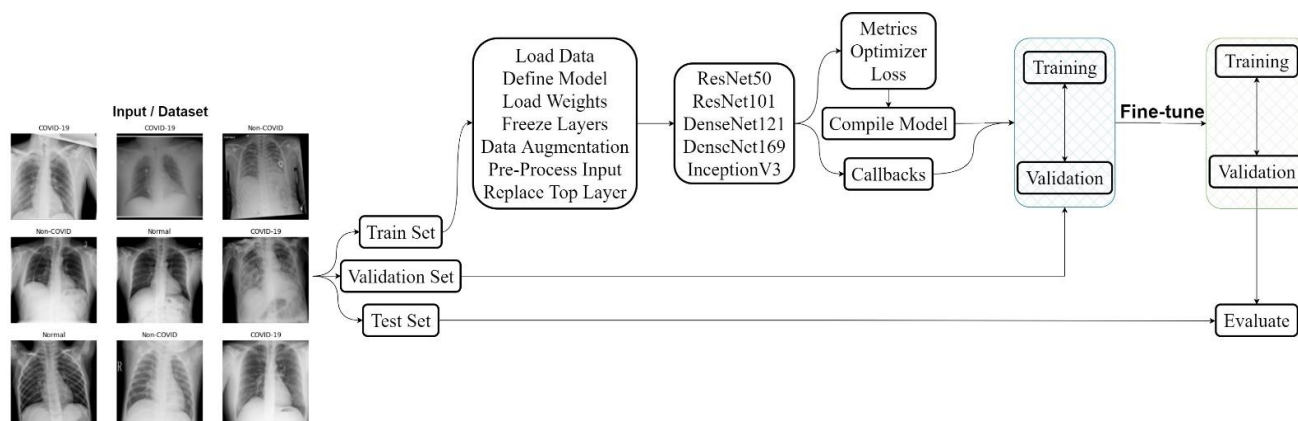 Input / Dataset
COVID-19
COVID-19
Non-COVID
Non-COVID
Normal
COVID-19
Normal
Non-COVID
COVID-19
R
Train Set
Validation Set
Test Set
Load Data
Define Model
Load Weights
Freeze Layers
Data Augmentation
Pre-Process Input
Replace Top Layer
ResNet50
ResNet101
DenseNet121
DenseNet169
InceptionV3
Metrics
Optimizer
Loss
Compile Model
Callbacks
Training
Validation
Fine-tune
Training
Validation
Evaluate